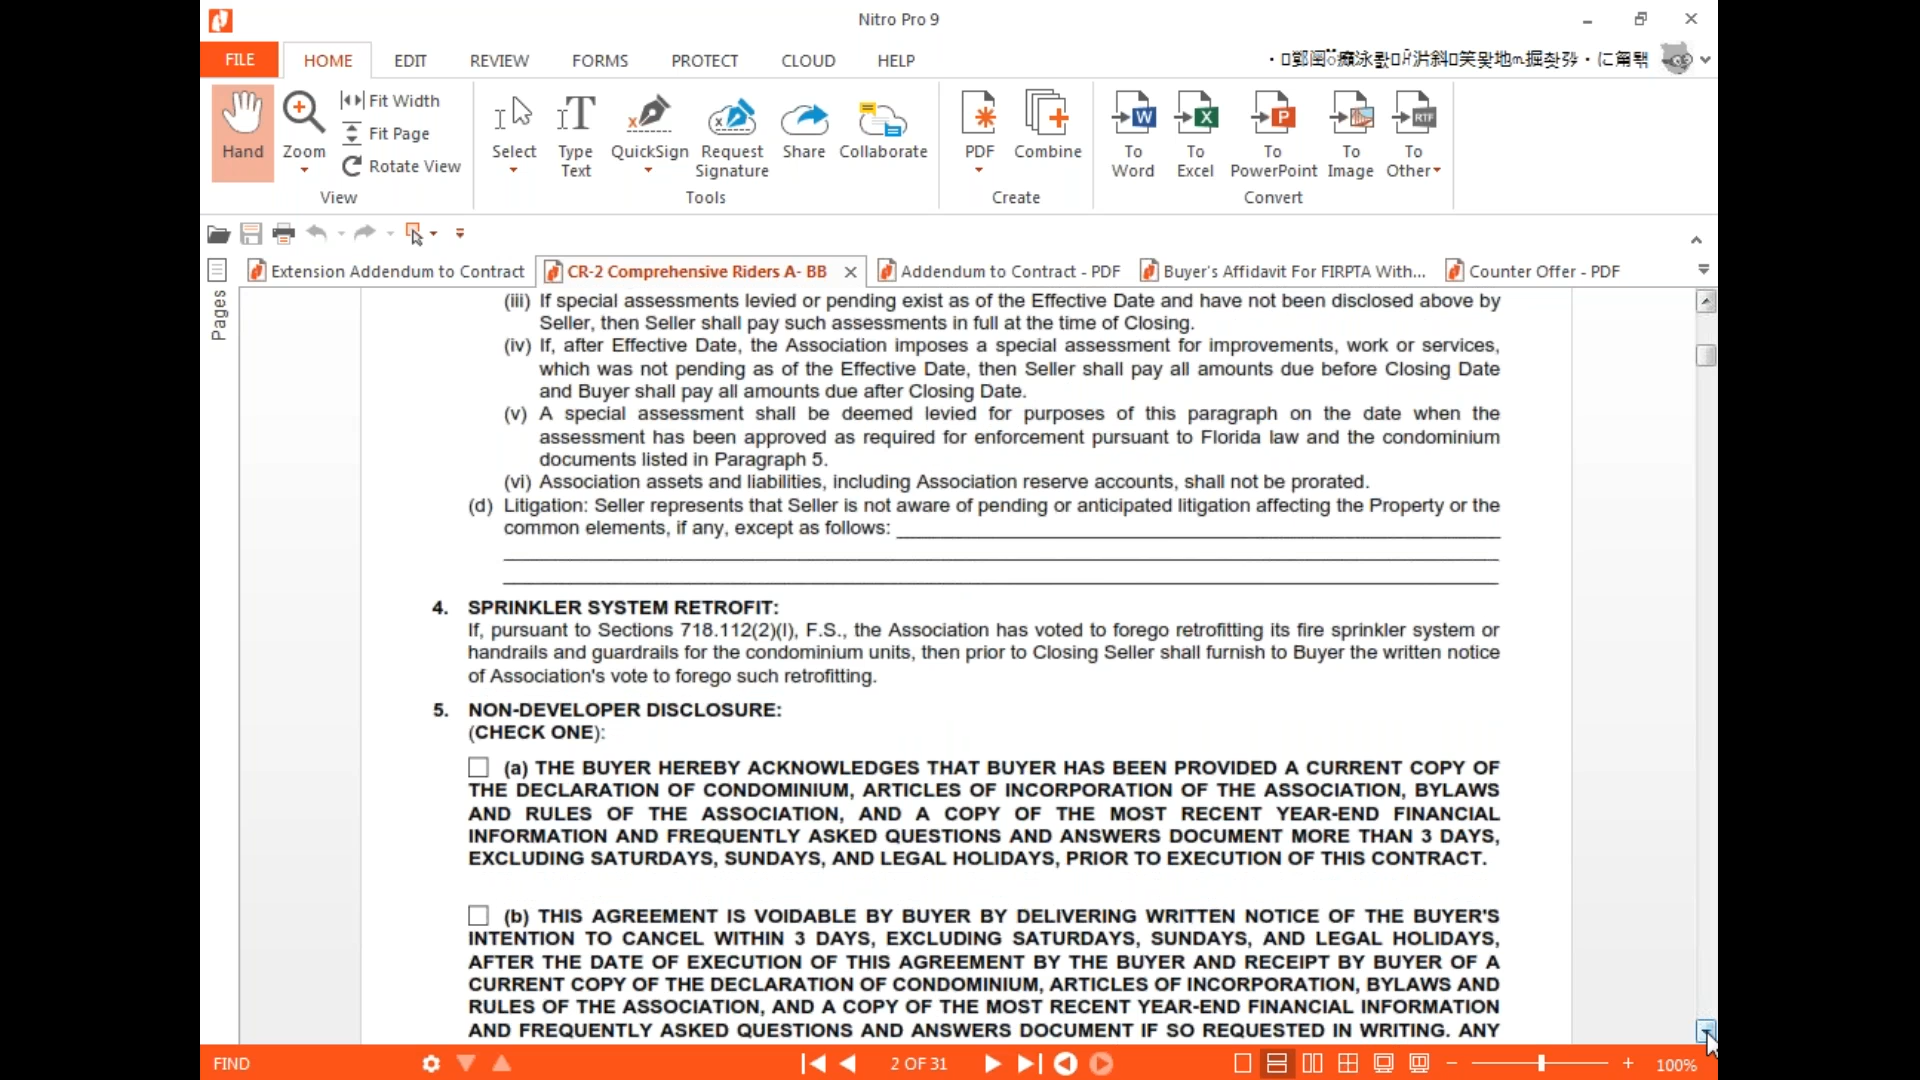 Nitro Pro 9
FILE HOME EDIT REVIEW FORMS PROTECT CLOUD HELP
Hand
Zoom
Fit Width
Fit Page
Rotate View
View
Select
Type Text
QuickSign
Request Signature
Share
Collaborate
Tools
PDF
Combine
Create
To Word
To Excel
To PowerPoint
To Image
To Other
Convert
Pages
Extension Addendum to Contract
CR-2 Comprehensive Riders A- BB
Addendum to Contract - PDF
Buyer's Affidavit For FIRPTA With...
Counter Offer - PDF
(iii) If special assessments levied or pending exist as of the Effective Date and have not been disclosed above by
Seller, then Seller shall pay such assessments in full at the time of Closing.
(iv) If, after Effective Date, the Association imposes a special assessment for improvements, work or services,
which was not pending as of the Effective Date, then Seller shall pay all amounts due before Closing Date
and Buyer shall pay all amounts due after Closing Date.
(v) A special assessment shall be deemed levied for purposes of this paragraph on the date when the
assessment has been approved as required for enforcement pursuant to Florida law and the condominium
documents listed in Paragraph 5.
(vi) Association assets and liabilities, including Association reserve accounts, shall not be prorated.
(d) Litigation: Seller represents that Seller is not aware of pending or anticipated litigation affecting the Property or the
common elements, if any, except as follows:
4. SPRINKLER SYSTEM RETROFIT:
If, pursuant to Sections 718.112(2)(l), F.S., the Association has voted to forego retrofitting its fire sprinkler system or
handrails and guardrails for the condominium units, then prior to Closing Seller shall furnish to Buyer the written notice
of Association's vote to forego such retrofitting.
5. NON-DEVELOPER DISCLOSURE:
(CHECK ONE):
(a) THE BUYER HEREBY ACKNOWLEDGES THAT BUYER HAS BEEN PROVIDED A CURRENT COPY OF
THE DECLARATION OF CONDOMINIUM, ARTICLES OF INCORPORATION OF THE ASSOCIATION, BYLAWS
AND RULES OF THE ASSOCIATION, AND A COPY OF THE MOST RECENT YEAR-END FINANCIAL
INFORMATION AND FREQUENTLY ASKED QUESTIONS AND ANSWERS DOCUMENT MORE THAN 3 DAYS,
EXCLUDING SATURDAYS, SUNDAYS, AND LEGAL HOLIDAYS, PRIOR TO EXECUTION OF THIS CONTRACT.
(b) THIS AGREEMENT IS VOIDABLE BY BUYER BY DELIVERING WRITTEN NOTICE OF THE BUYER'S
INTENTION TO CANCEL WITHIN 3 DAYS, EXCLUDING SATURDAYS, SUNDAYS, AND LEGAL HOLIDAYS,
AFTER THE DATE OF EXECUTION OF THIS AGREEMENT BY THE BUYER AND RECEIPT BY BUYER OF A
CURRENT COPY OF THE DECLARATION OF CONDOMINIUM, ARTICLES OF INCORPORATION, BYLAWS AND
RULES OF THE ASSOCIATION, AND A COPY OF THE MOST RECENT YEAR-END FINANCIAL INFORMATION
AND FREQUENTLY ASKED QUESTIONS AND ANSWERS DOCUMENT IF SO REQUESTED IN WRITING. ANY
FIND
2 OF 31
100%